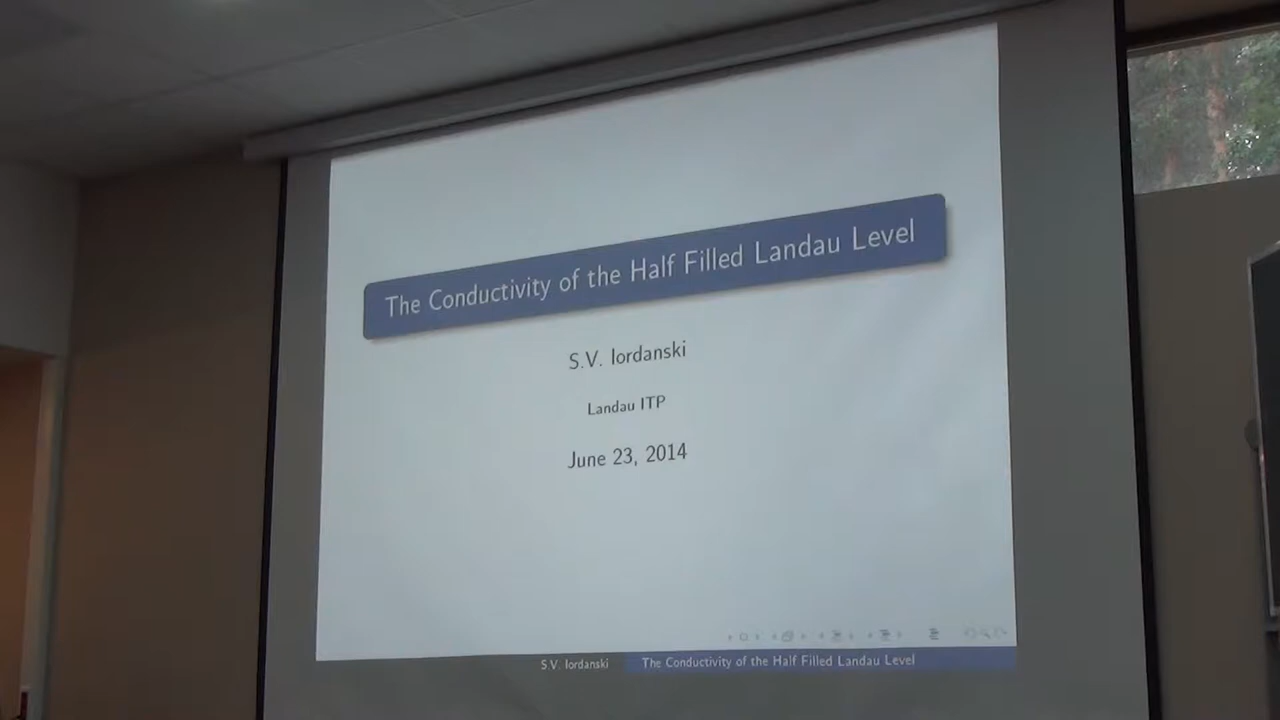 The Conductivity of the Half Filled Landau Level
S.V. Iordanski
Landau ITP
June 23, 2014
S.V. Iordanski The Conductivity of the Half Filled Landau Level